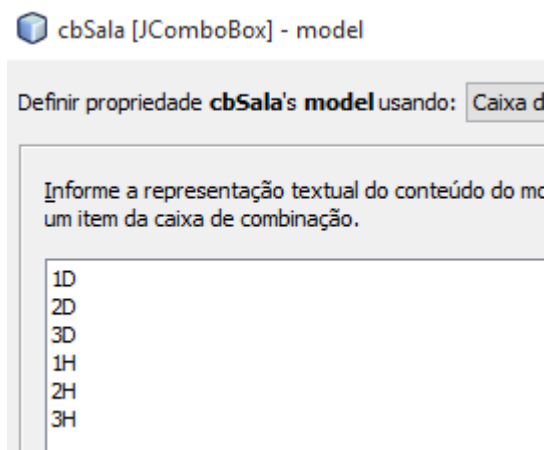 cbSala [JComboBox] - model
Definir propriedade cbSala's model usando: Caixa d
Informe a representação textual do conteúdo do mo
um item da caixa de combinação.
1D
2D
3D
1H
2H
3H